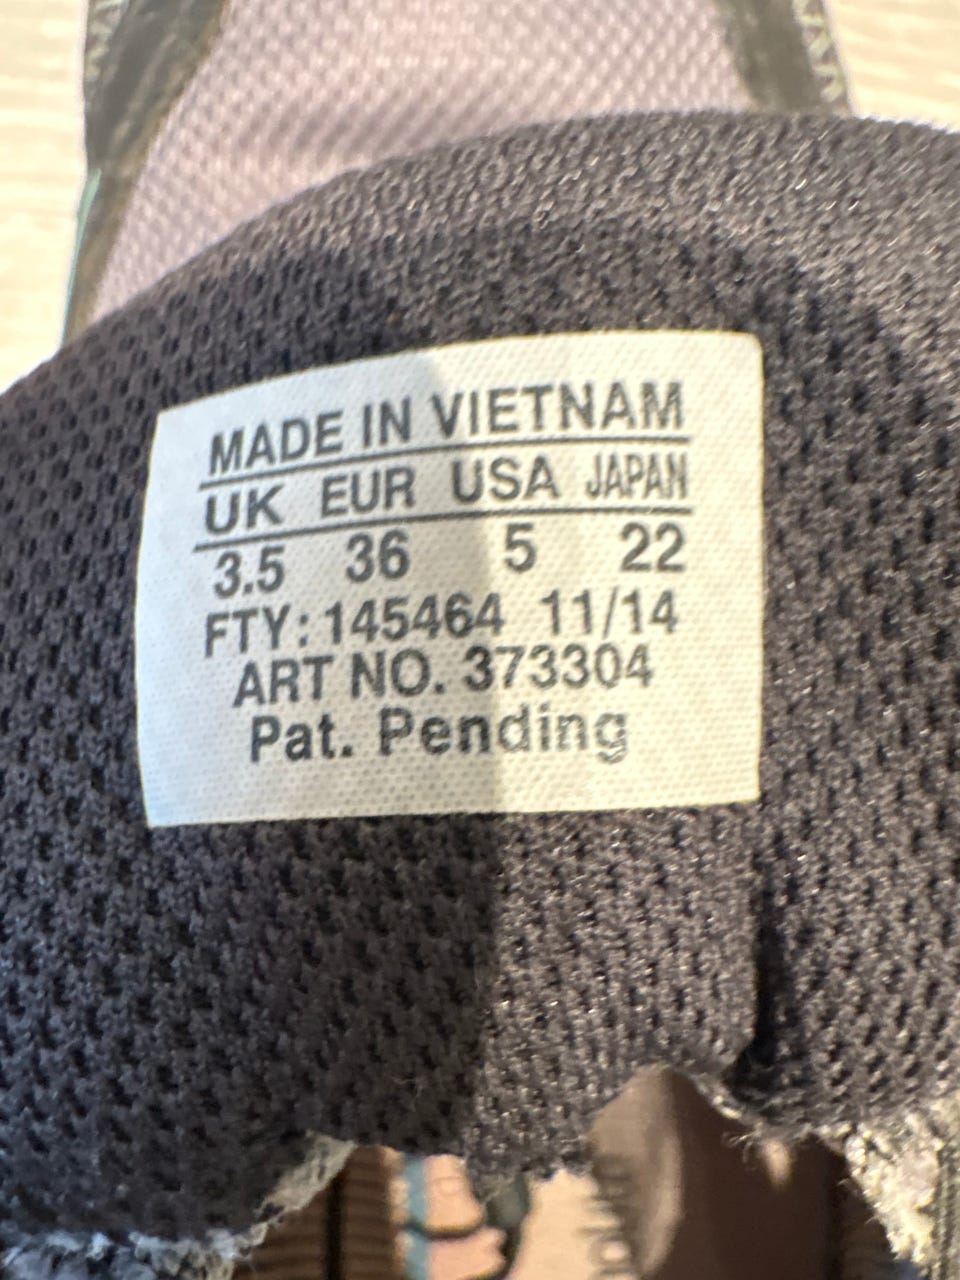 MADE IN VIETNAM
UK EUR USA JAPAN
3.5 36 5 22
FTY: 145464 11/14
ART NO. 373304
Pat. Pending